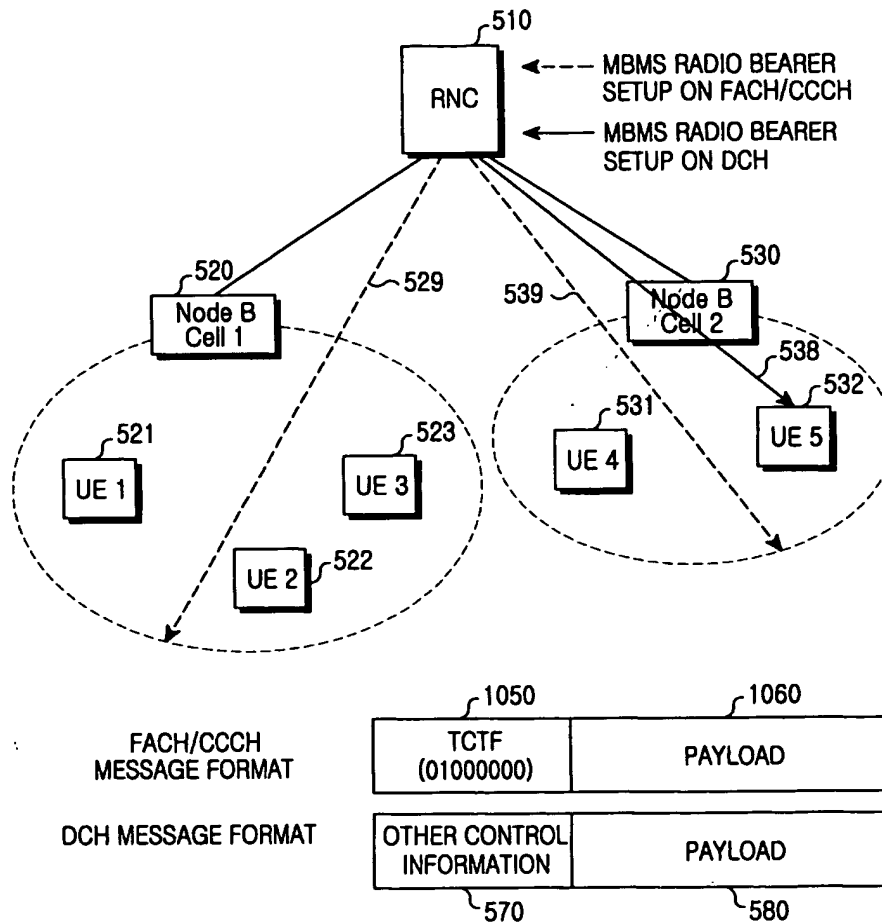 510
RNC
MBMS RADIO BEARER
SETUP ON FACH/CCCH
MBMS RADIO BEARER
SETUP ON DCH
520
Node B
Cell 1
529
539
530
Node B
Cell 2
538
532
UE 5
531
UE 4
521
UE 1
523
UE 3
UE 2
522
1050
1060
FACH/CCCH
MESSAGE FORMAT
TCTF
(01000000)
PAYLOAD
DCH MESSAGE FORMAT
OTHER CONTROL
INFORMATION
PAYLOAD
570
580